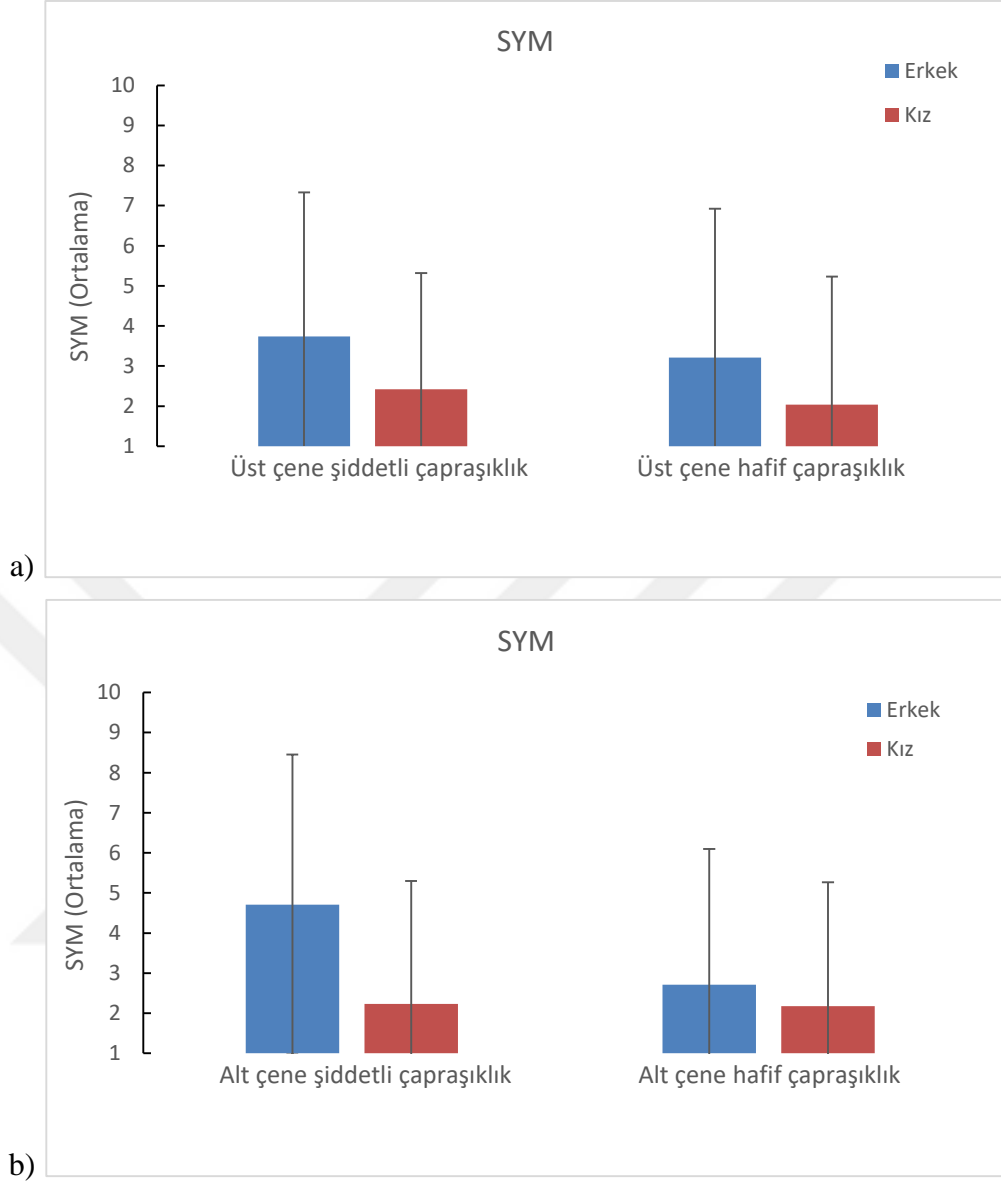 SYM
Erkek
Kız
SYM (Ortalama)
10
9
8
7
6
5
4
3
2
1
Üst çene şiddetli çapraşıklık Üst çene hafif çapraşıklık
a)
SYM
Erkek
Kız
SYM (Ortalama)
10
9
8
7
6
5
4
3
2
1
Alt çene şiddetli çapraşıklık Alt çene hafif çapraşıklık
b)